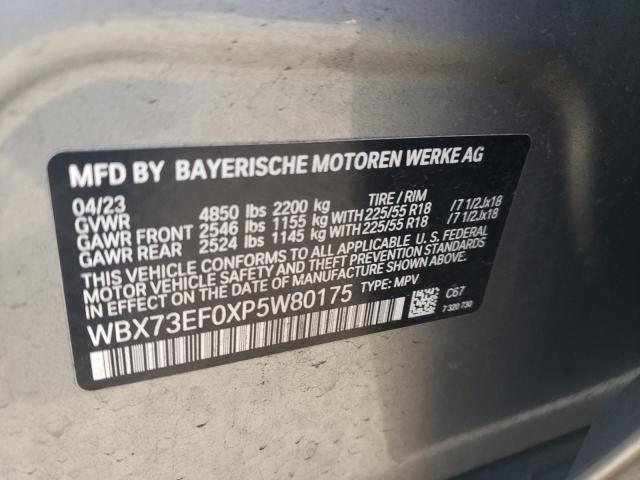 MFD BY BAYERISCHE MOTOREN WERKE AG
04/23 TIRE / RIM
GVWR 4850 lbs 2200 kg
GAWR FRONT 2546 lbs 1155 kg WITH 225/55 R18 /7 1/2Jx18
GAWR REAR 2524 lbs 1145 kg WITH 225/55 R18 /7 1/2Jx18
THIS VEHICLE CONFORMS TO ALL APPLICABLE U. S. FEDERAL
MOTOR VEHICLE SAFETY AND THEFT PREVENTION STANDARDS
IN EFFECT ON THE DATE OF MANUFACTURE SHOWN ABOVE.
WBX73EF0XP5W80175 TYPE: MPV C67
7 320 730